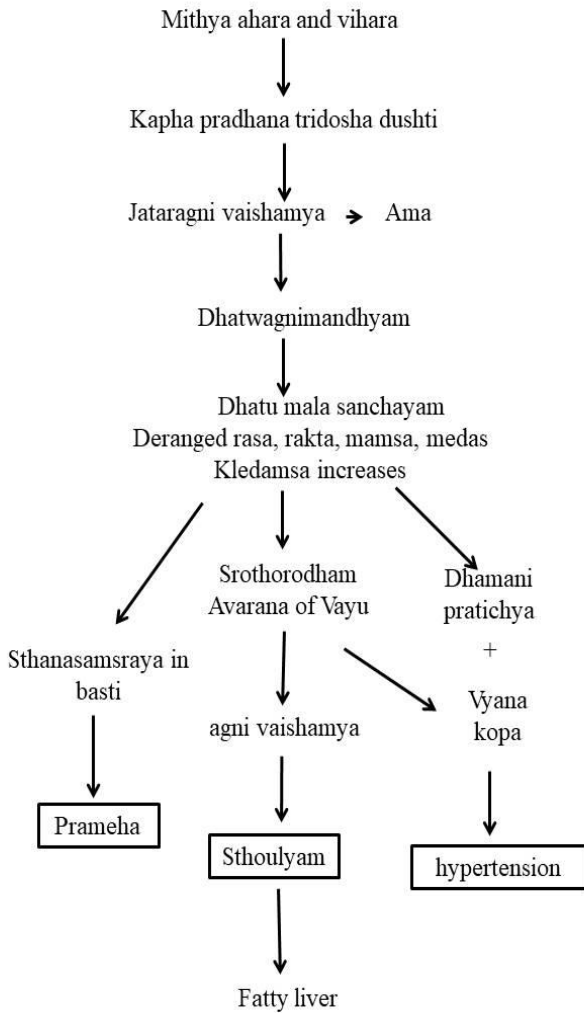 Mithya ahara and vihara
Kapha pradhana tridosha dushti
Jataragni vaishamya
Ama
Dhatwagnimandhyam
Dhatu mala sanchayam
Deranged rasa, rakta, mamsa, medas
Kledamsa increases
Sthanasamsraya in
basti
Prameha
Srothorodham
Avarana of Vayu
agni vaishamya
Sthoulyam
Fatty liver
Dhamani
pratichya
+
Vyana
kopa
hypertension